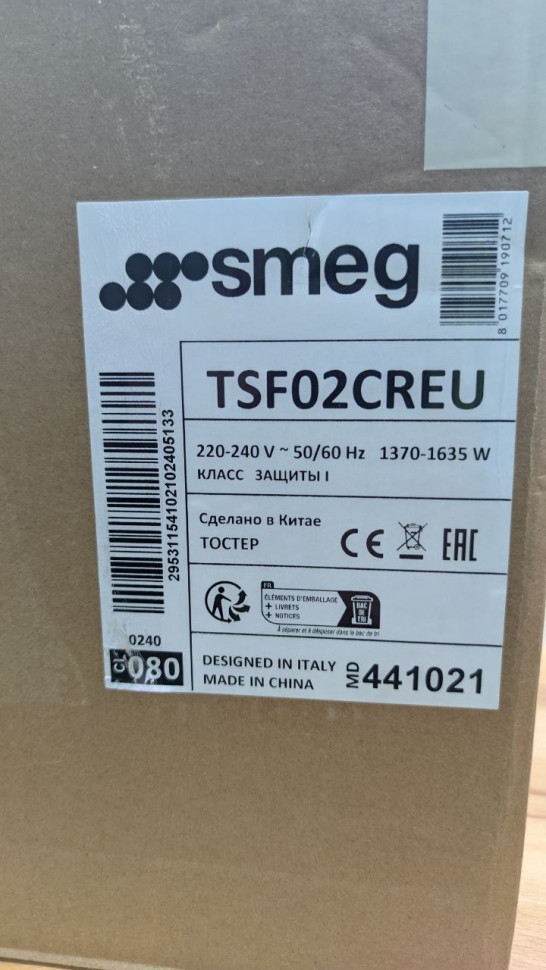 smeg
8 017709 190712
TSF02CREU
220-240 V ~ 50/60 Hz 1370-1635 W
КЛАСС ЗАЩИТЫ I
Сделано в Китае
ТОСТЕР
CE
EAC
FR
ÉLÉMENTS D'EMBALLAGE
+ LIVRETS
+ NOTICES
BAC
DE
TRI
À séparer et à déposer dans le bac de tri
29531154102102405133
0240
080
DESIGNED IN ITALY
MADE IN CHINA
MD 441021